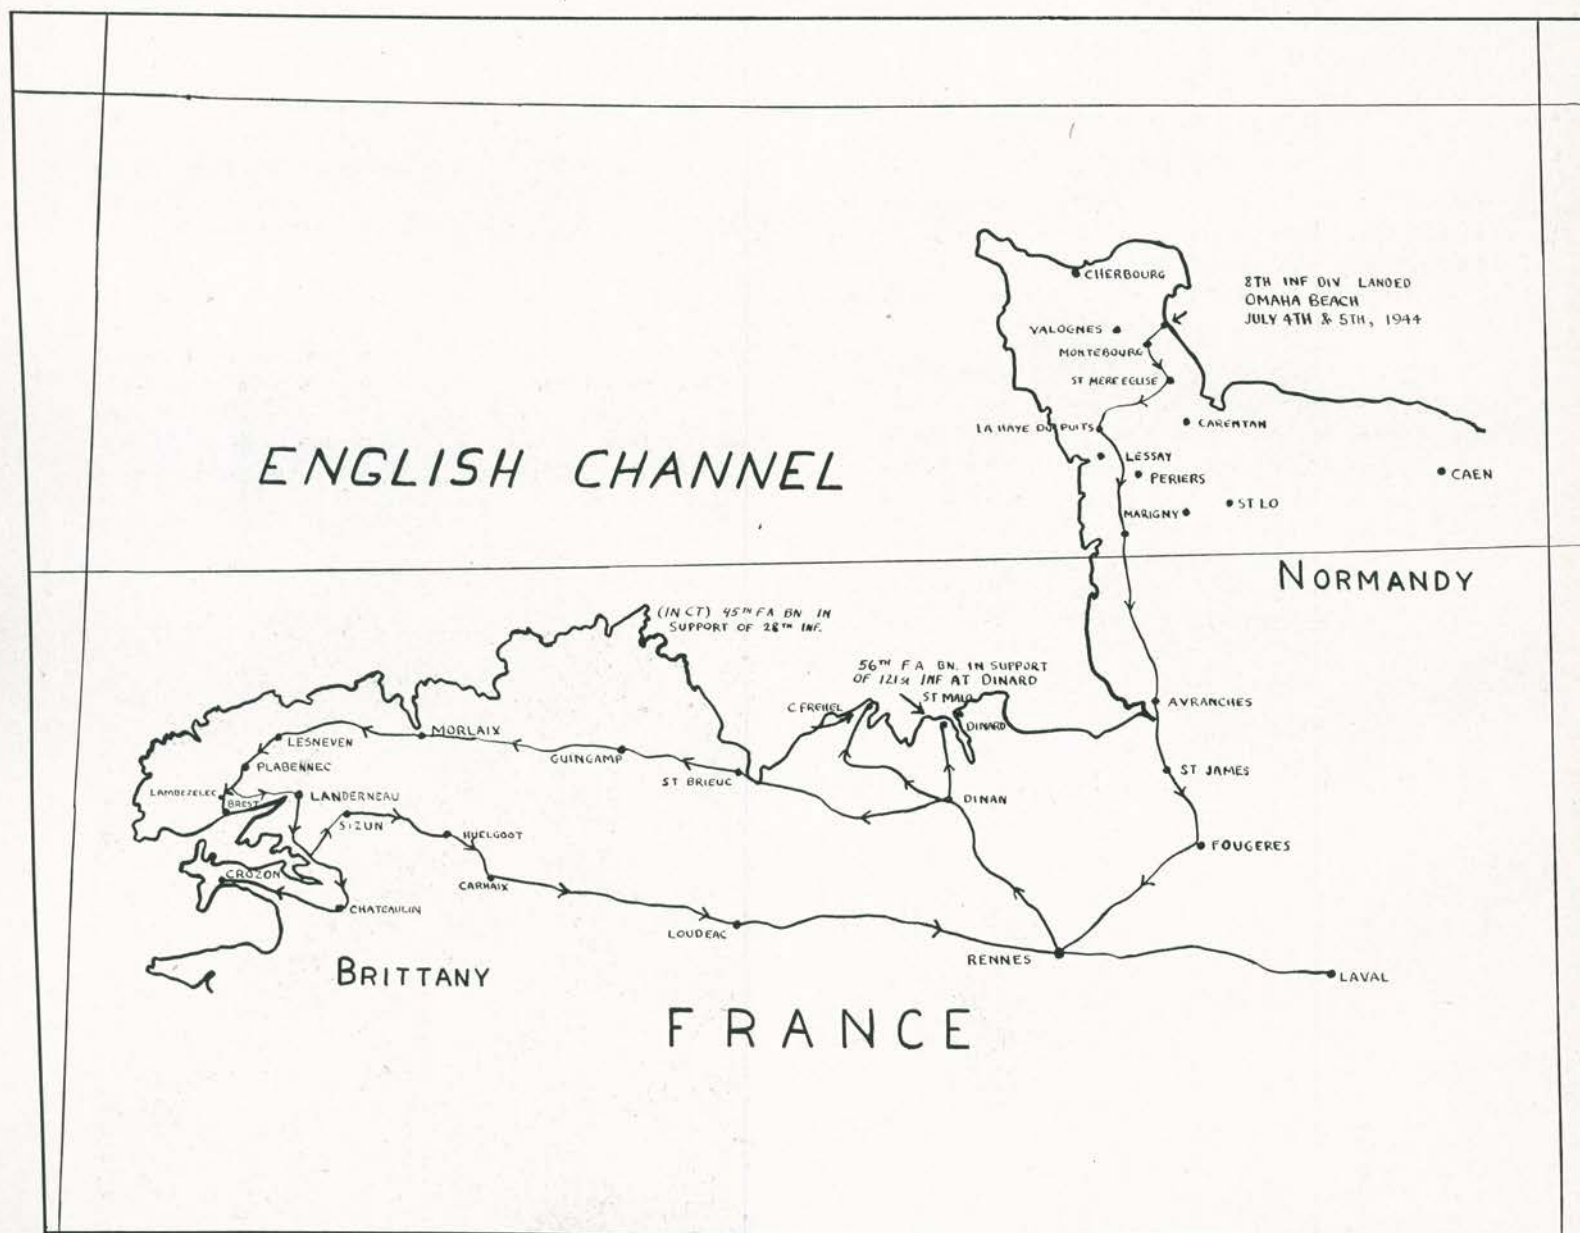 CHERBOURG
8TH INF DIV LANDED
OMAHA BEACH
JULY 4TH & 5TH, 1944
VALOGNES
MONTEBOURG
ST MERE EGLISE
LA HAYE DU PUITS
CARENTAN
LESSAY
PERIERS
CAEN
ST LO
MARIGNY
ENGLISH CHANNEL
NORMANDY
(IN CT) 45TH FA BN IN
SUPPORT OF 28TH INF.
56TH F A BN. IN SUPPORT
OF 121ST INF AT DINARD
ST MALO
C FREHEL
DINARD
AVRANCHES
MORLAIX
LESNEVEN
GUINGAMP
PLABENNEC
ST BRIEUC
ST JAMES
LAMBEZELEC
BREST
LANDERNEAU
DINAN
SIZUN
HUELGOOT
FOUGERES
CROZON
CARHAIX
CHATEAULIN
LOUDEAC
RENNES
LAVAL
BRITTANY
FRANCE